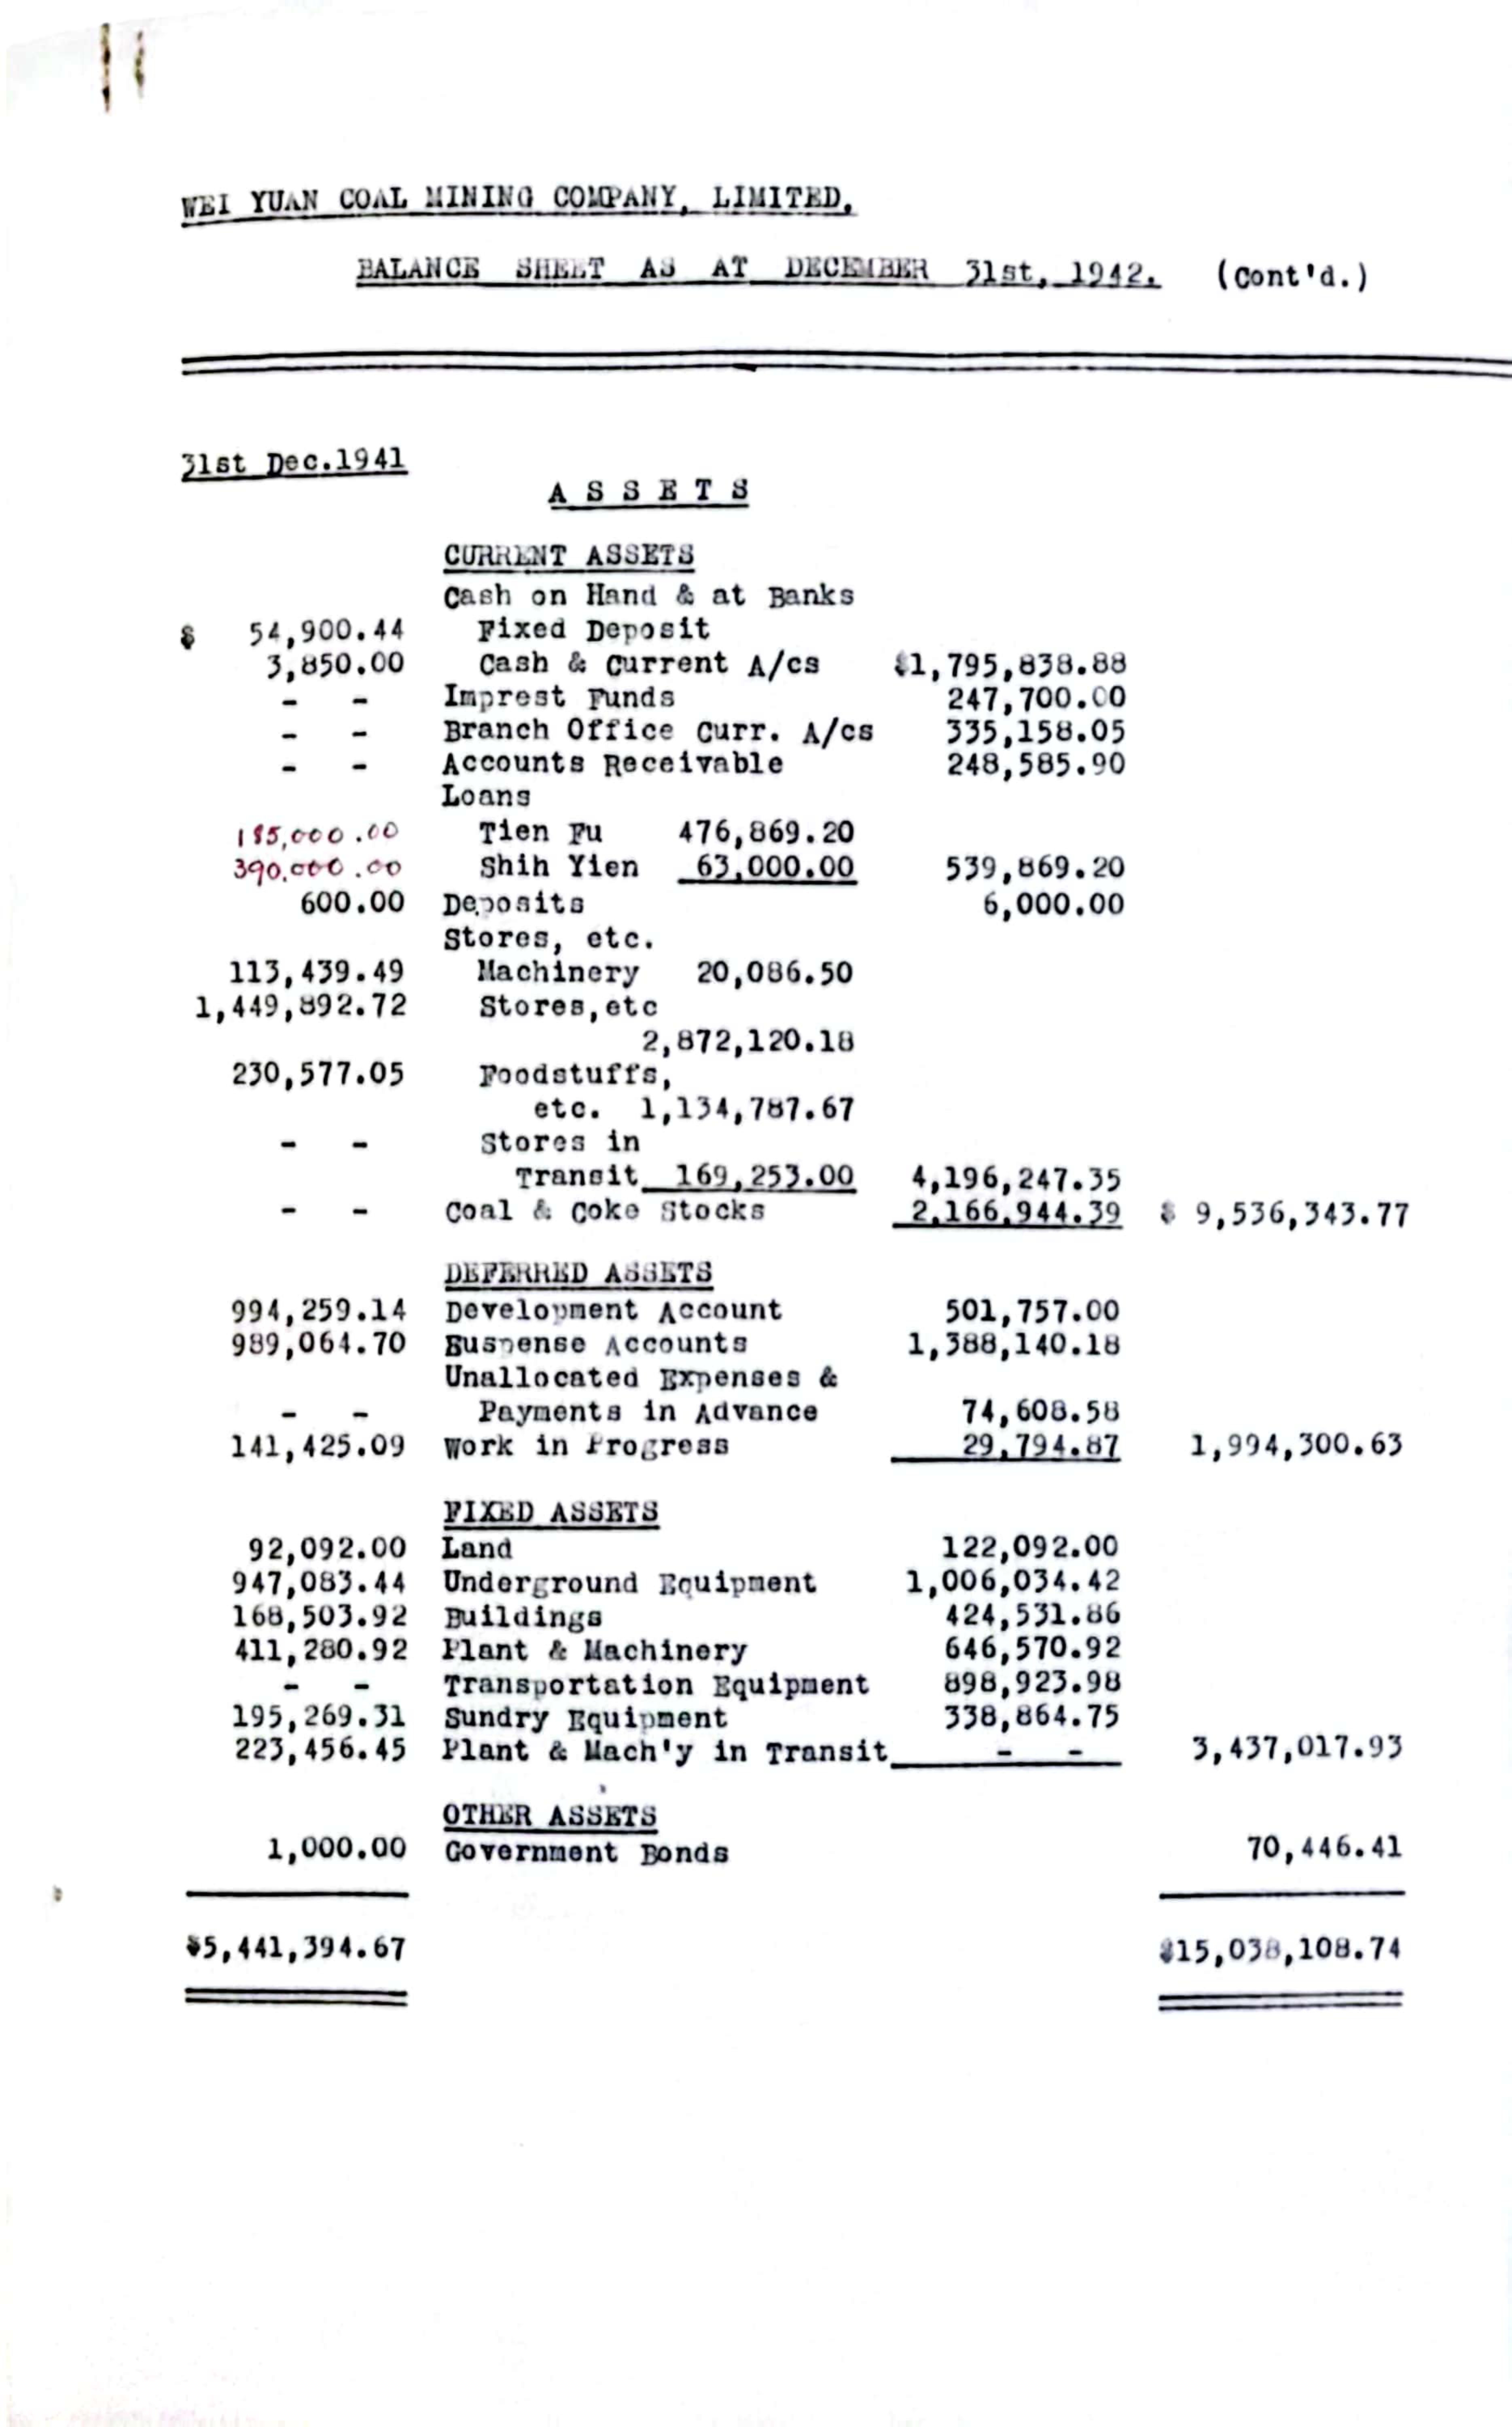 WEI YUAN COAL MINING COMPANY, LIMITED.
BALANCE SHEET AS AT DECEMBER 31st, 1942. (Cont'd.)
31st Dec.1941
A S S E T S
CURRENT ASSETS
Cash on Hand & at Banks
$ 54,900.44 Fixed Deposit
3,850.00 Cash & Current A/cs $1,795,838.88
- - Imprest Funds 247,700.00
- - Branch Office Curr. A/cs 335,158.05
- - Accounts Receivable 248,585.90
Loans
185,000.00 Tien Fu 476,869.20
390,000.00 Shih Yien 63,000.00 539,869.20
600.00 Deposits 6,000.00
Stores, etc.
113,439.49 Machinery 20,086.50
1,449,892.72 Stores,etc
2,872,120.18
230,577.05 Foodstuffs,
etc. 1,134,787.67
- - Stores in
Transit 169,253.00 4,196,247.35
- - Coal & Coke Stocks 2,166,944.39 $ 9,536,343.77
DEFERRED ASSETS
994,259.14 Development Account 501,757.00
989,064.70 Suspense Accounts 1,388,140.18
Unallocated Expenses &
- - Payments in Advance 74,608.58
141,425.09 Work in Progress 29,794.87 1,994,300.63
FIXED ASSETS
92,092.00 Land 122,092.00
947,083.44 Underground Equipment 1,006,034.42
168,503.92 Buildings 424,531.86
411,280.92 Plant & Machinery 646,570.92
- - Transportation Equipment 898,923.98
195,269.31 Sundry Equipment 338,864.75
223,456.45 Plant & Mach'y in Transit - - 3,437,017.93
OTHER ASSETS
1,000.00 Government Bonds 70,446.41
$5,441,394.67 $15,038,108.74